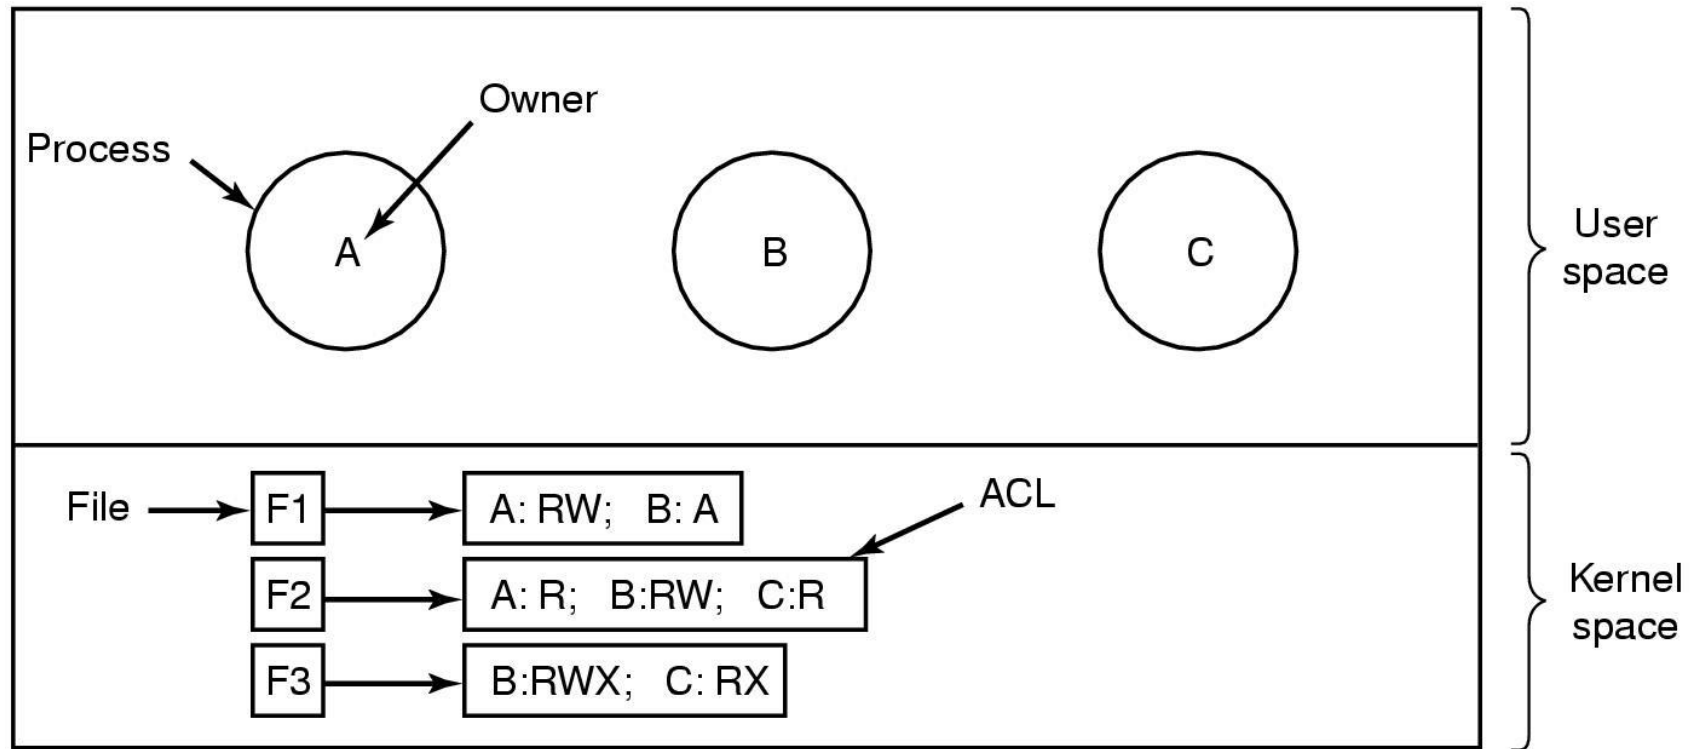 Owner
Process
A
B
C
User
space
File
F1
A: RW; B: A
ACL
F2
A: R; B:RW; C:R
F3
B:RWX; C: RX
Kernel
space